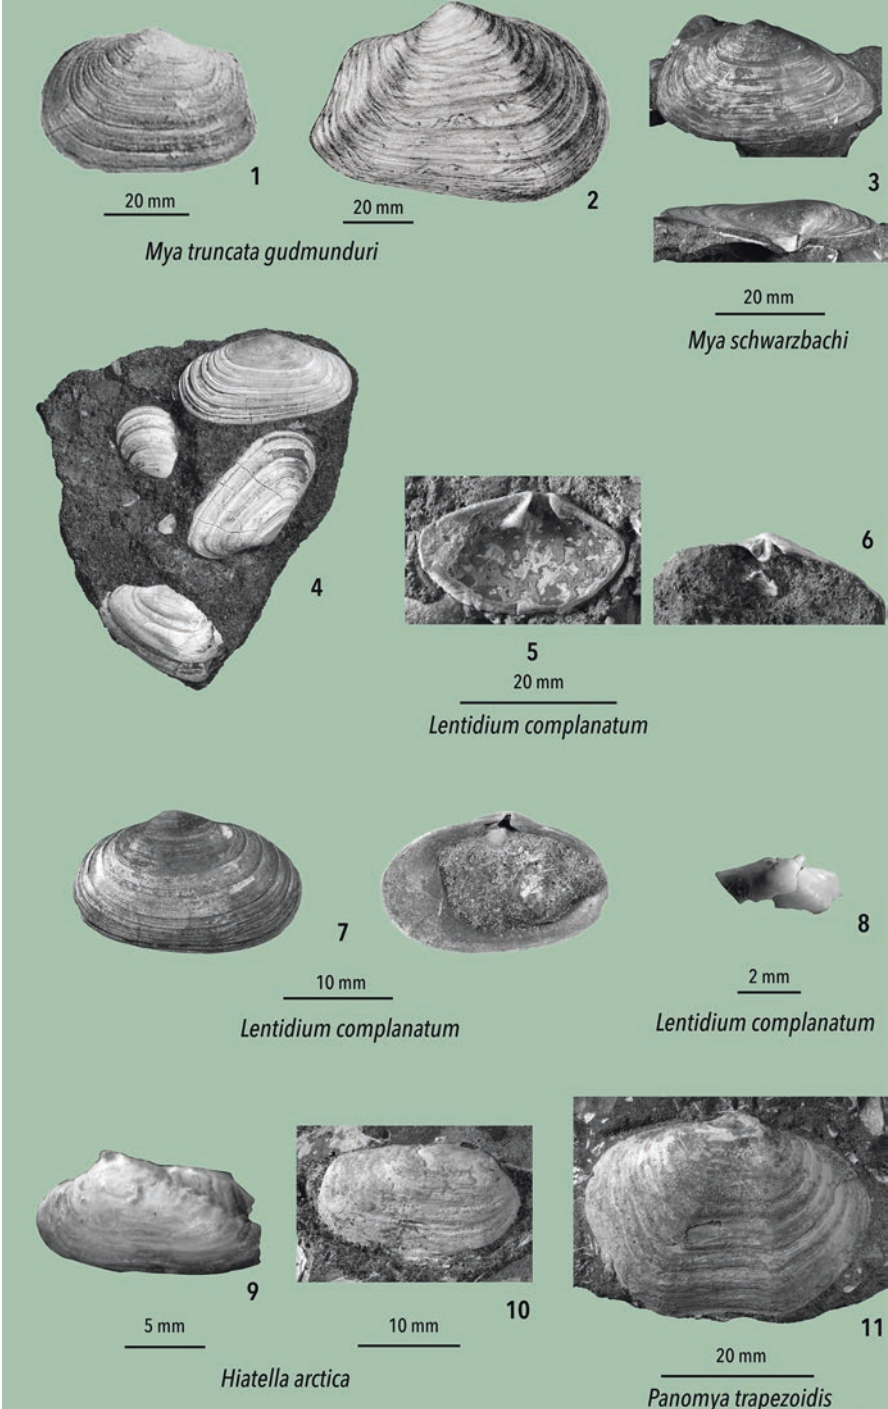 1
20 mm
2
20 mm
Mya truncata gudmunduri
3
20 mm
Mya schwarzbachi
4
5
6
20 mm
Lentidium complanatum
7
10 mm
Lentidium complanatum
8
2 mm
Lentidium complanatum
9
5 mm
10
10 mm
Hiatella arctica
11
20 mm
Panomya trapezoidis